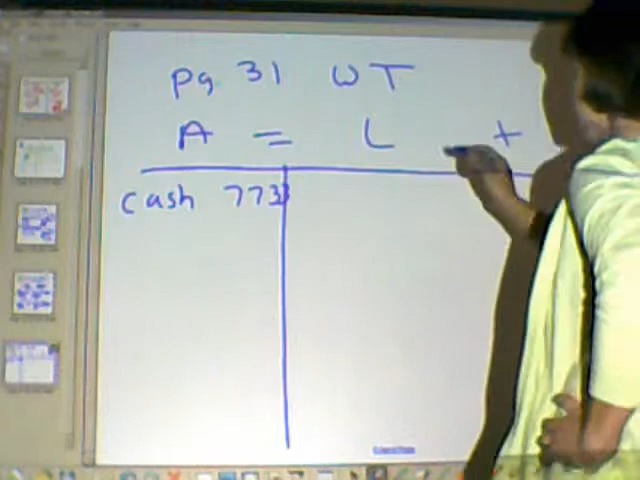 pg 31 WT
A = L +
Cash 773